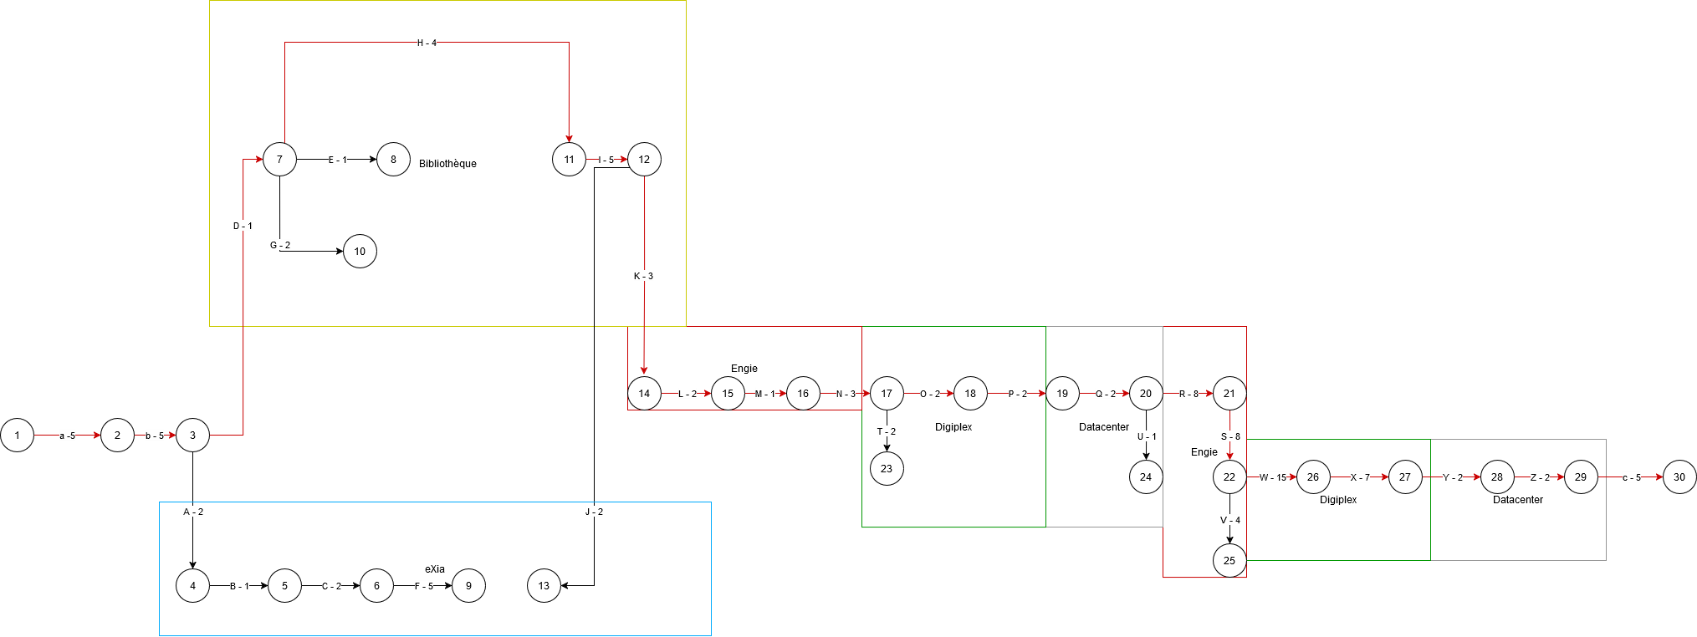 H - 4
7
E - 1
8
Bibliothèque
11
I - 5
12
D - 1
G - 2
10
K - 3
Engie
14
L - 2
15
M - 1
16
N - 3
17
O - 2
18
P - 2
19
Q - 2
20
R - 8
21
Digiplex
Datacenter
T - 2
U - 1
S - 8
1
a -5
2
b - 5
3
Engie
23
24
22
W - 15
26
X - 7
27
Y - 2
28
Z - 2
29
c - 5
30
Digiplex
Datacenter
A - 2
J - 2
V - 4
25
eXia
4
B - 1
5
C - 2
6
F - 5
9
13